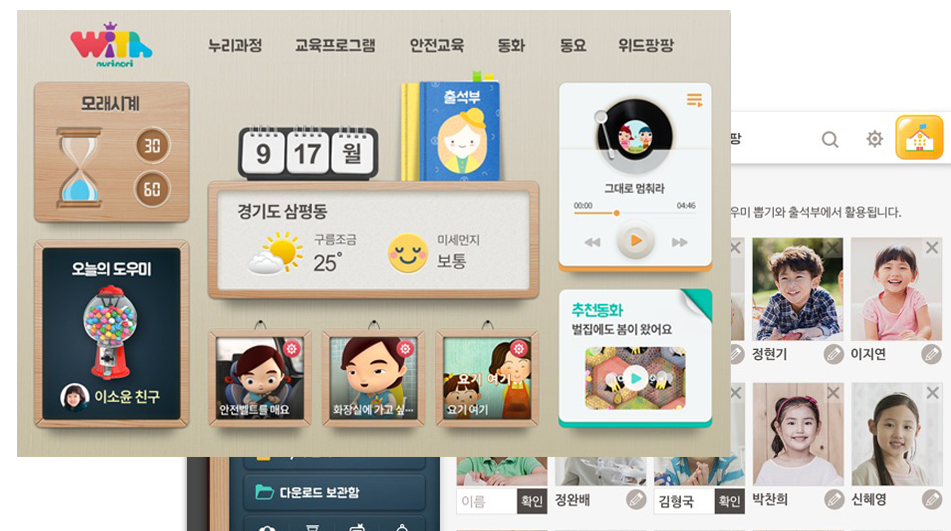 With
nurinori
누리과정 교육프로그램 안전교육 동화 동요 위드팡팡
모래시계
30
60
출석부
9 17 월
경기도 삼평동
구름조금
25°
미세먼지
보통
그대로 멈춰라
00:00 04:46
오늘의 도우미
이소윤 친구
안전벨트를 매요
화장실에 가고 싶…
요기 여기
요기 여기
추천동화
벌집에도 봄이 왔어요
팡
우미 뽑기와 출석부에서 활용됩니다.
정현기
이지연
이름 확인
정완배
김형국 확인
박찬희
신혜영
다운로드 보관함